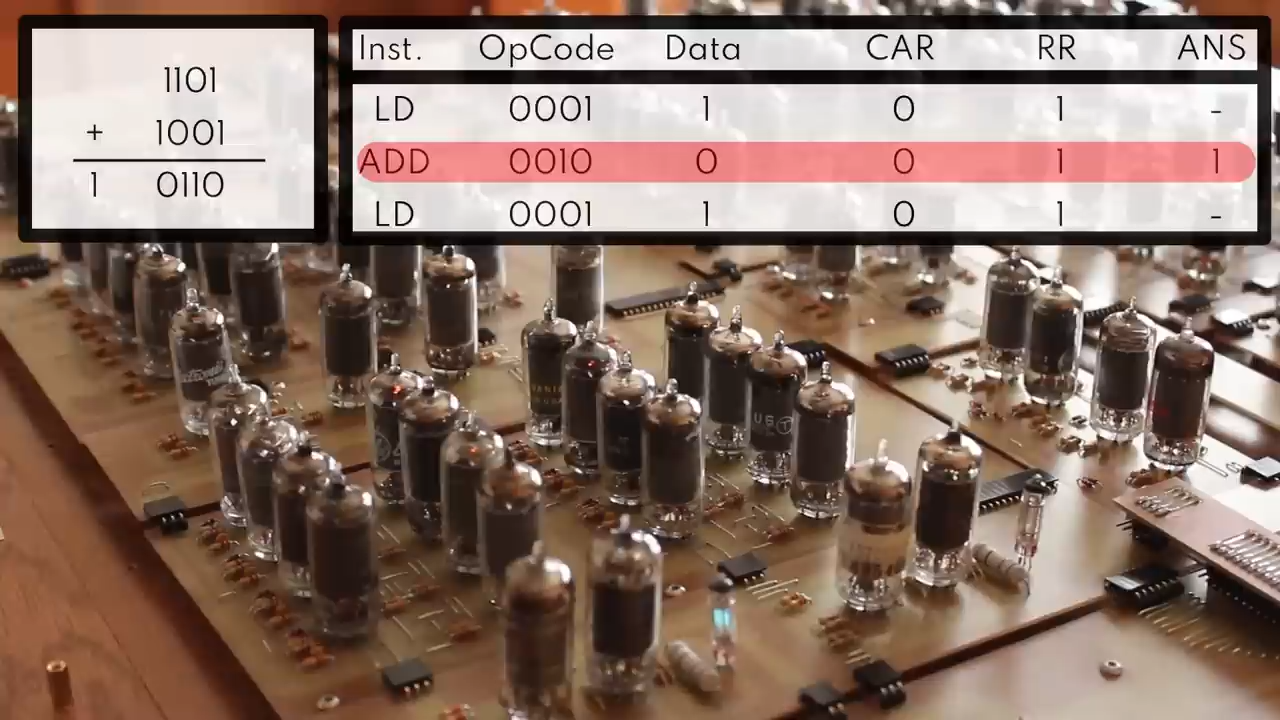 1101
+ 1001
1 0110
Inst. OpCode Data CAR RR ANS
LD 0001 1 0 1 -
ADD 0010 0 0 1 1
LD 0001 1 0 1 -
U6